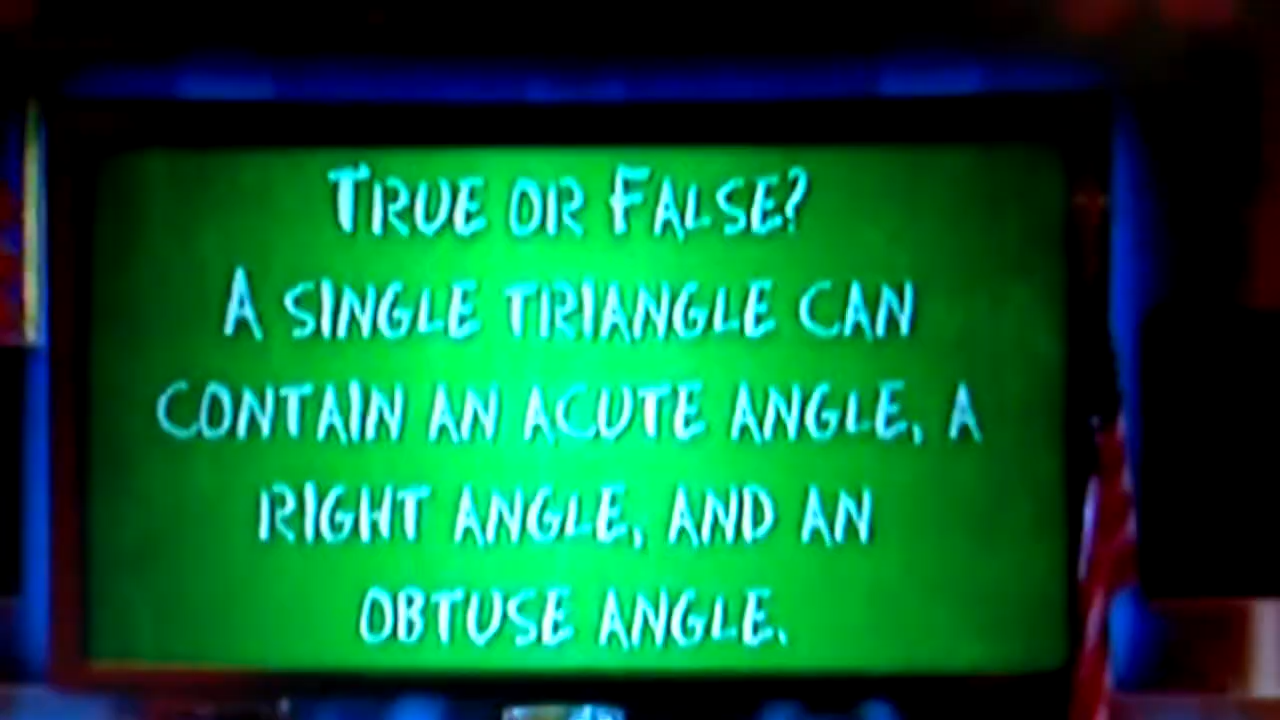 True or False?
A single triangle can
contain an acute angle, a
right angle, and an
obtuse angle.